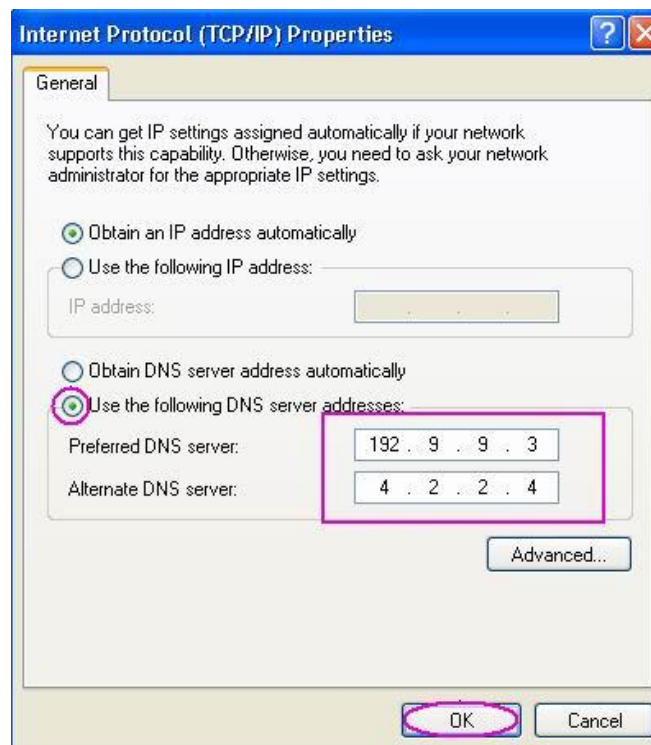 Internet Protocol (TCP/IP) Properties
General
You can get IP settings assigned automatically if your network
supports this capability. Otherwise, you need to ask your network
administrator for the appropriate IP settings.
Obtain an IP address automatically
Use the following IP address:
IP address: . . .
Obtain DNS server address automatically
Use the following DNS server addresses:
Preferred DNS server: 192 . 9 . 9 . 3
Alternate DNS server: 4 . 2 . 2 . 4
Advanced...
OK Cancel